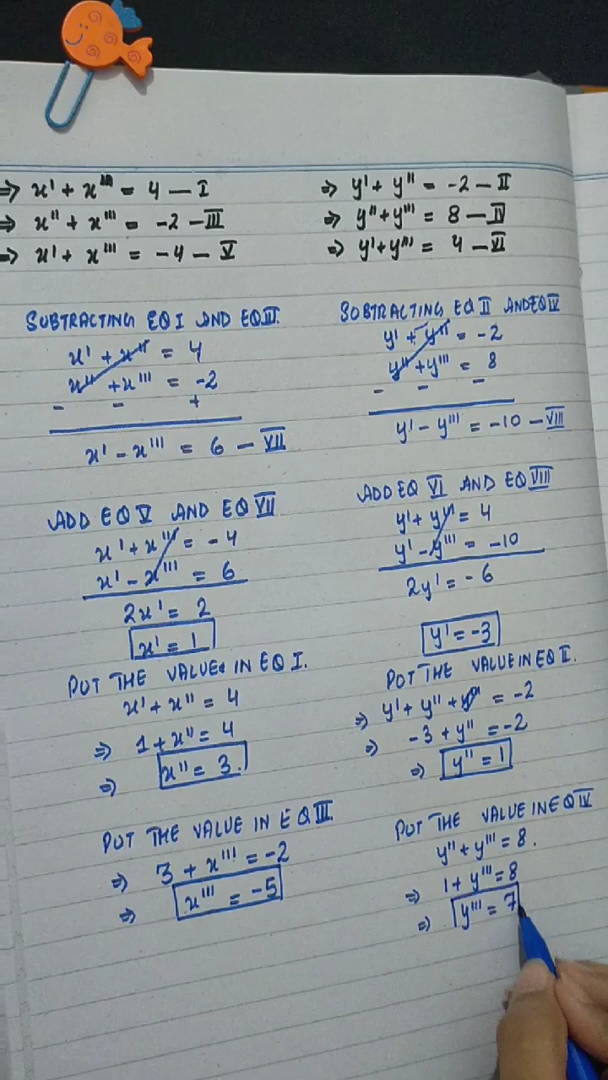 ⇒ x' + x''' = 4 — I
⇒ x'' + x''' = -2 — III
⇒ x' + x''' = -4 — V
⇒ y' + y'' = -2 — II
⇒ y'' + y''' = 8 — IV
⇒ y' + y''' = 4 — VI
SUBTRACTING EQ I AND EQ III.
x' + x'' = 4
x'' + x''' = -2
- - +
x' - x''' = 6 — VII
ADD EQ V AND EQ VII
x' + x''' = -4
x' - x''' = 6
2x' = 2
x' = 1
PUT THE VALUE IN EQ I.
x' + x'' = 4
⇒ 1 + x'' = 4
⇒ x'' = 3.
PUT THE VALUE IN EQ III.
⇒ 3 + x''' = -2
⇒ x''' = -5
SUBTRACTING EQ II AND EQ IV
y' + y'' = -2
y'' + y''' = 8
- - -
y' - y''' = -10 — VIII
ADD EQ VI AND EQ VIII
y' + y''' = 4
y' - y''' = -10
2y' = -6
y' = -3
PUT THE VALUE IN EQ II.
⇒ y' + y'' = -2
⇒ -3 + y'' = -2
⇒ y'' = 1
PUT THE VALUE IN EQ IV
y'' + y''' = 8.
⇒ 1 + y''' = 8
⇒ y''' = 7